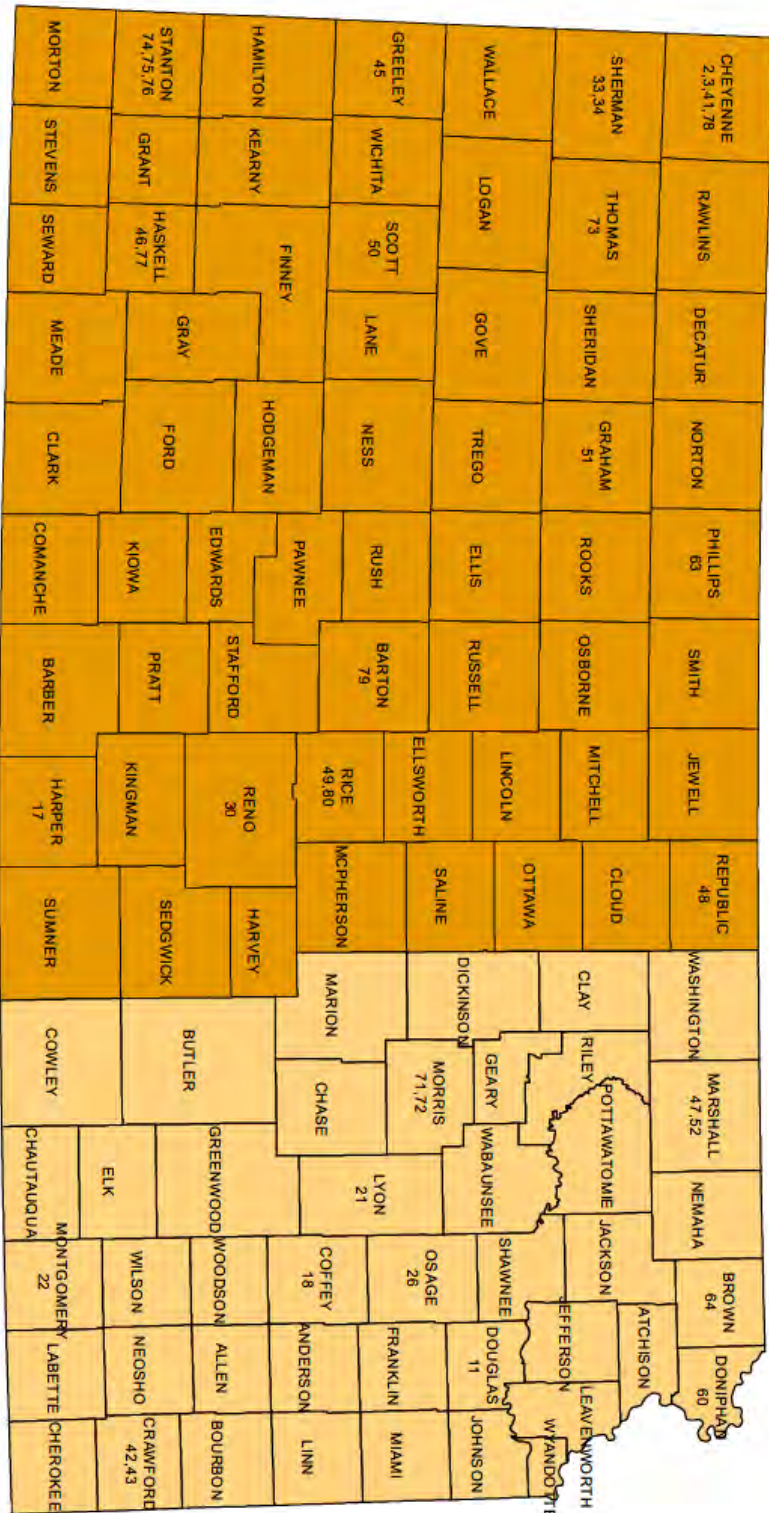 CHEYENNE
2,3,41,78
RAWLINS
DECATUR
NORTON
PHILLIPS
63
SMITH
JEWELL
REPUBLIC
48
WASHINGTON
MARSHALL
47,52
NEMAHA
BROWN
64
DONIPHAN
60
SHERMAN
33,34
THOMAS
73
SHERIDAN
GRAHAM
51
ROOKS
OSBORNE
MITCHELL
CLOUD
CLAY
RILEY
POTTAWATOMIE
JACKSON
ATCHISON
JEFFERSON
LEAVENWORTH
WYANDOTTE
WALLACE
LOGAN
GOVE
TREGO
ELLIS
RUSSELL
LINCOLN
OTTAWA
ELLSWORTH
SALINE
DICKINSON
GEARY
MORRIS
71,72
WABAUNSEE
SHAWNEE
DOUGLAS
11
JOHNSON
GREELEY
45
WICHITA
SCOTT
50
LANE
NESS
RUSH
BARTON
79
RICE
49,80
MCPHERSON
MARION
CHASE
LYON
21
OSAGE
26
FRANKLIN
MIAMI
HAMILTON
KEARNY
FINNEY
HODGEMAN
PAWNEE
STAFFORD
RENO
30
HARVEY
COFFEY
18
ANDERSON
LINN
STANTON
74,75,76
GRANT
HASKELL
46,77
GRAY
FORD
EDWARDS
KIOWA
PRATT
KINGMAN
SEDGWICK
BUTLER
GREENWOOD
WOODSON
ALLEN
BOURBON
ELK
WILSON
NEOSHO
CRAWFORD
42,43
MORTON
STEVENS
SEWARD
MEADE
CLARK
COMANCHE
BARBER
HARPER
17
SUMNER
COWLEY
CHAUTAUQUA
MONTGOMERY
22
LABETTE
CHEROKEE